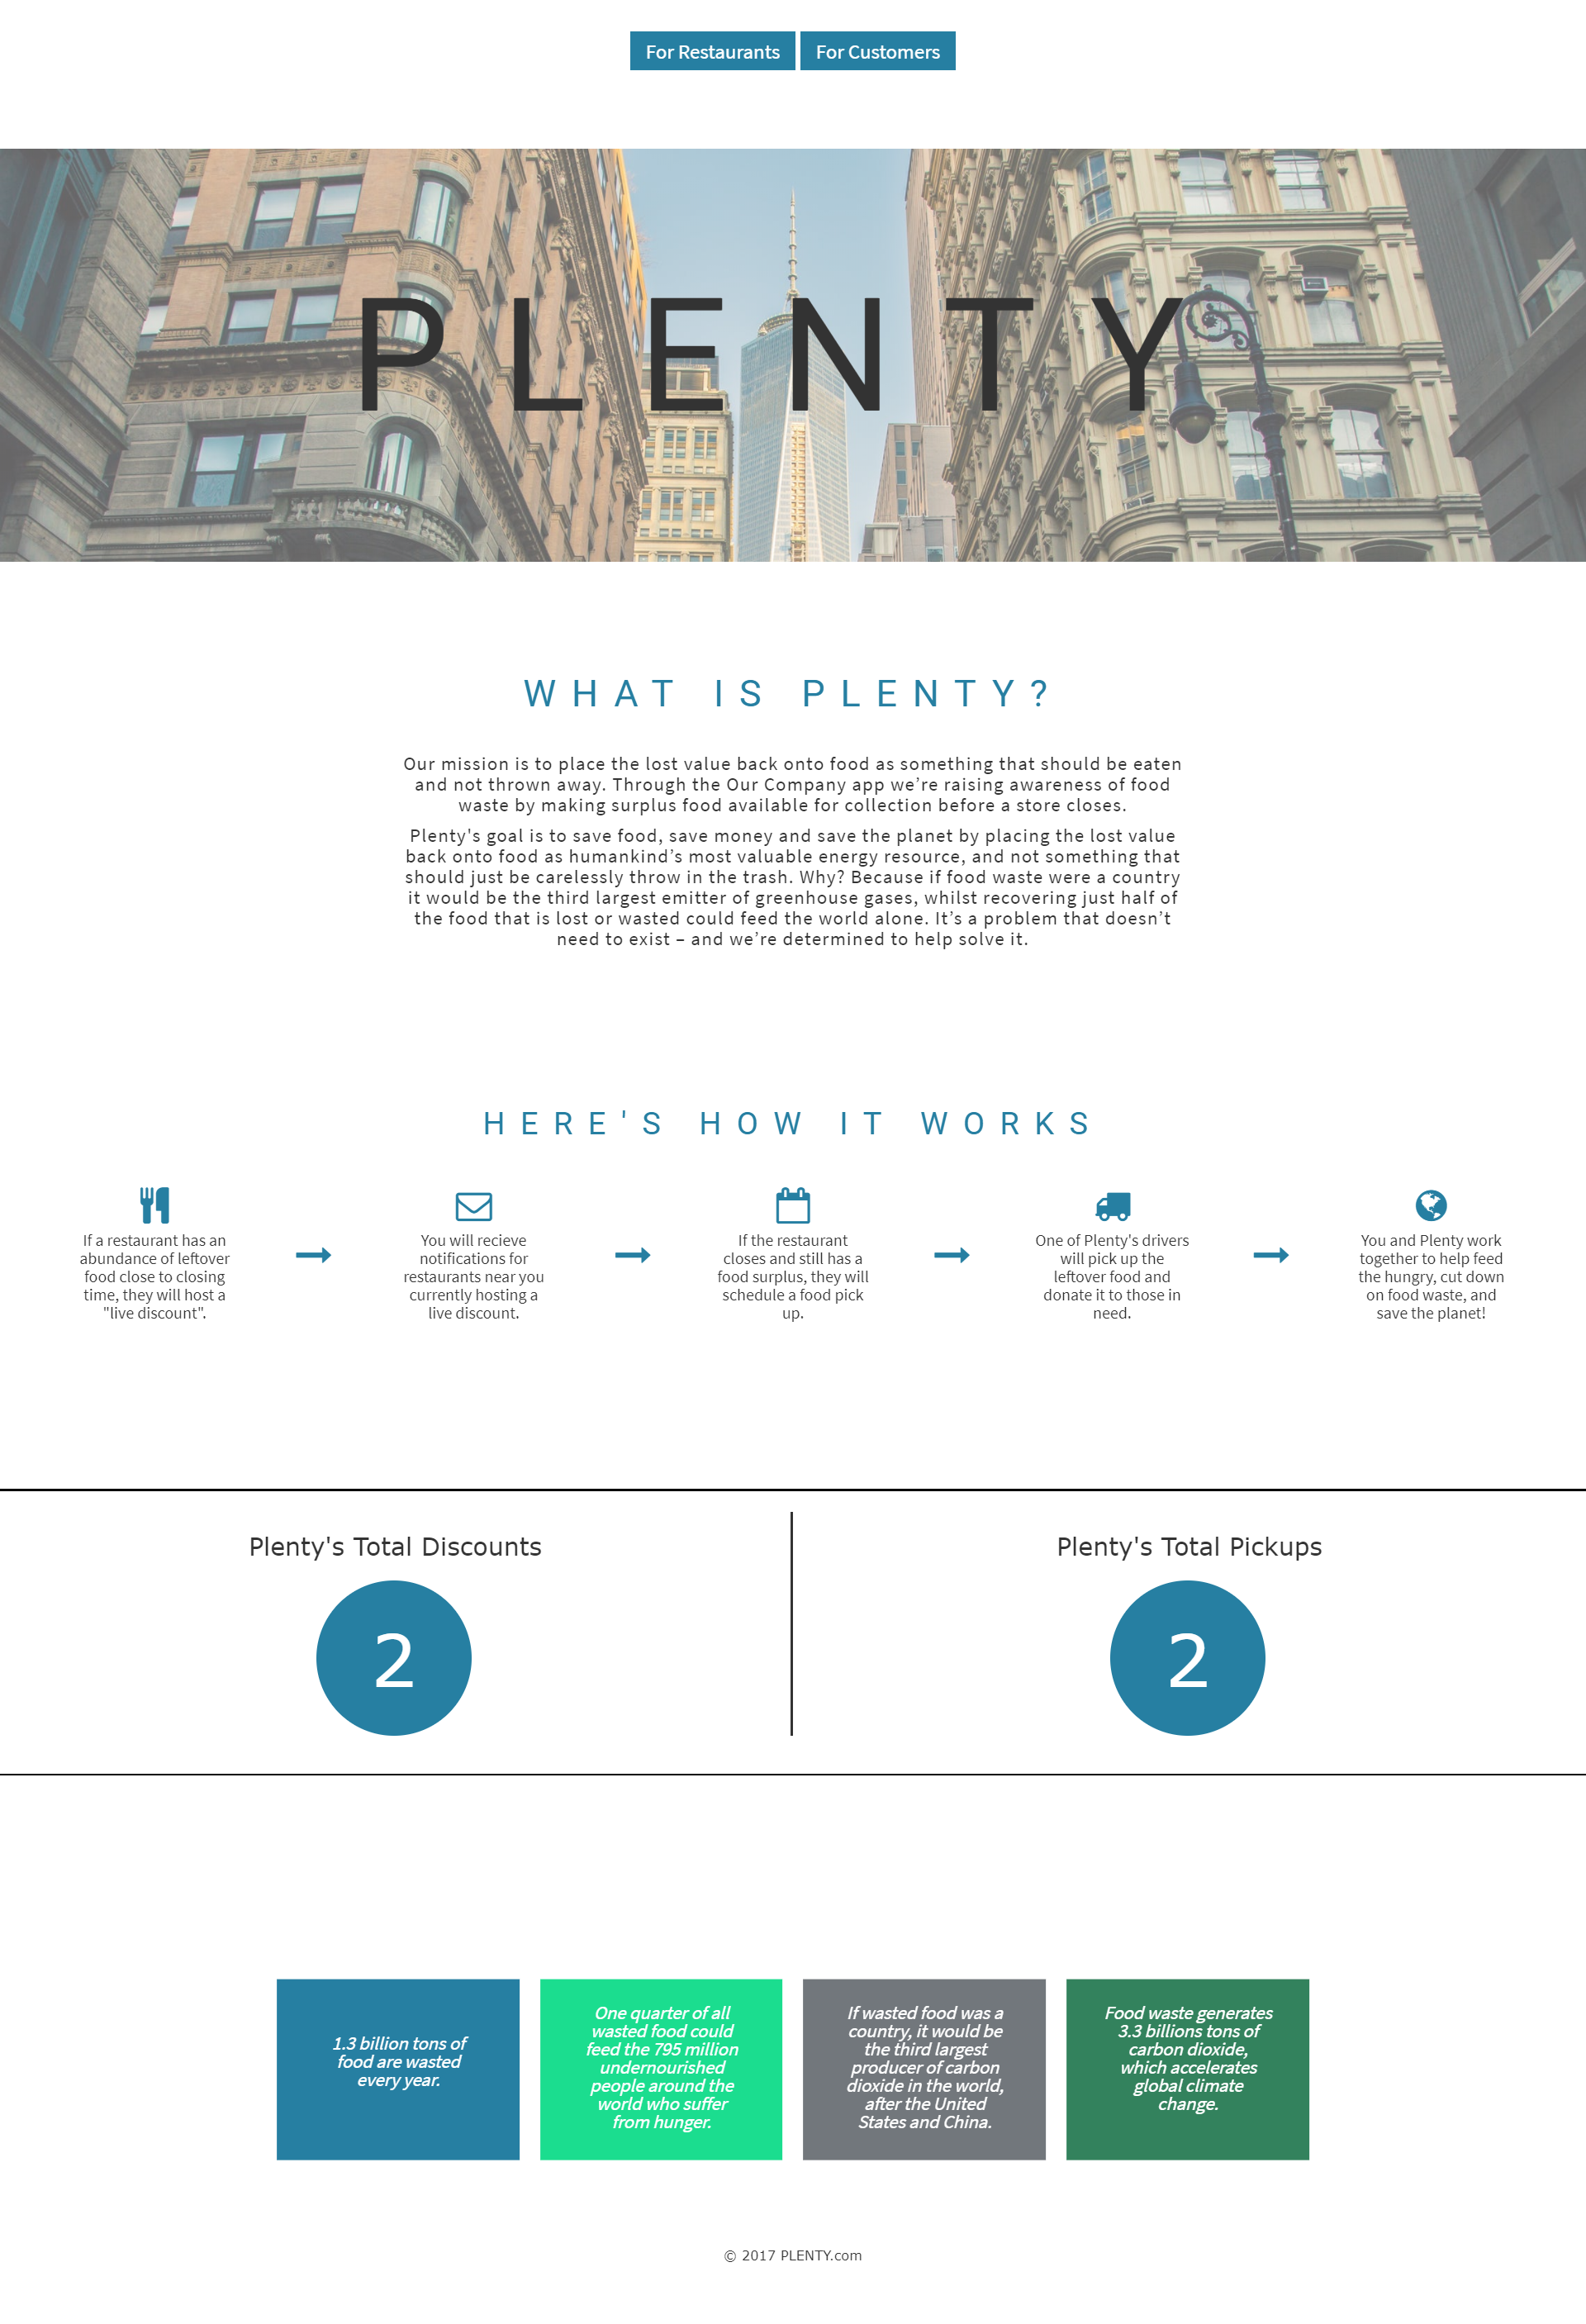 For Restaurants For Customers
PLENTY
WHAT IS PLENTY?
Our mission is to place the lost value back onto food as something that should be eaten
and not thrown away. Through the Our Company app we’re raising awareness of food
waste by making surplus food available for collection before a store closes.
Plenty's goal is to save food, save money and save the planet by placing the lost value
back onto food as humankind’s most valuable energy resource, and not something that
should just be carelessly throw in the trash. Why? Because if food waste were a country
it would be the third largest emitter of greenhouse gases, whilst recovering just half of
the food that is lost or wasted could feed the world alone. It’s a problem that doesn’t
need to exist – and we’re determined to help solve it.
HERE'S HOW IT WORKS
If a restaurant has an
abundance of leftover
food close to closing
time, they will host a
"live discount".
You will recieve
notifications for
restaurants near you
currently hosting a
live discount.
If the restaurant
closes and still has a
food surplus, they will
schedule a food pick
up.
One of Plenty's drivers
will pick up the
leftover food and
donate it to those in
need.
You and Plenty work
together to help feed
the hungry, cut down
on food waste, and
save the planet!
Plenty's Total Discounts
2
Plenty's Total Pickups
2
1.3 billion tons of
food are wasted
every year.
One quarter of all
wasted food could
feed the 795 million
undernourished
people around the
world who suffer
from hunger.
If wasted food was a
country, it would be
the third largest
producer of carbon
dioxide in the world,
after the United
States and China.
Food waste generates
3.3 billions tons of
carbon dioxide,
which accelerates
global climate
change.
© 2017 PLENTY.com